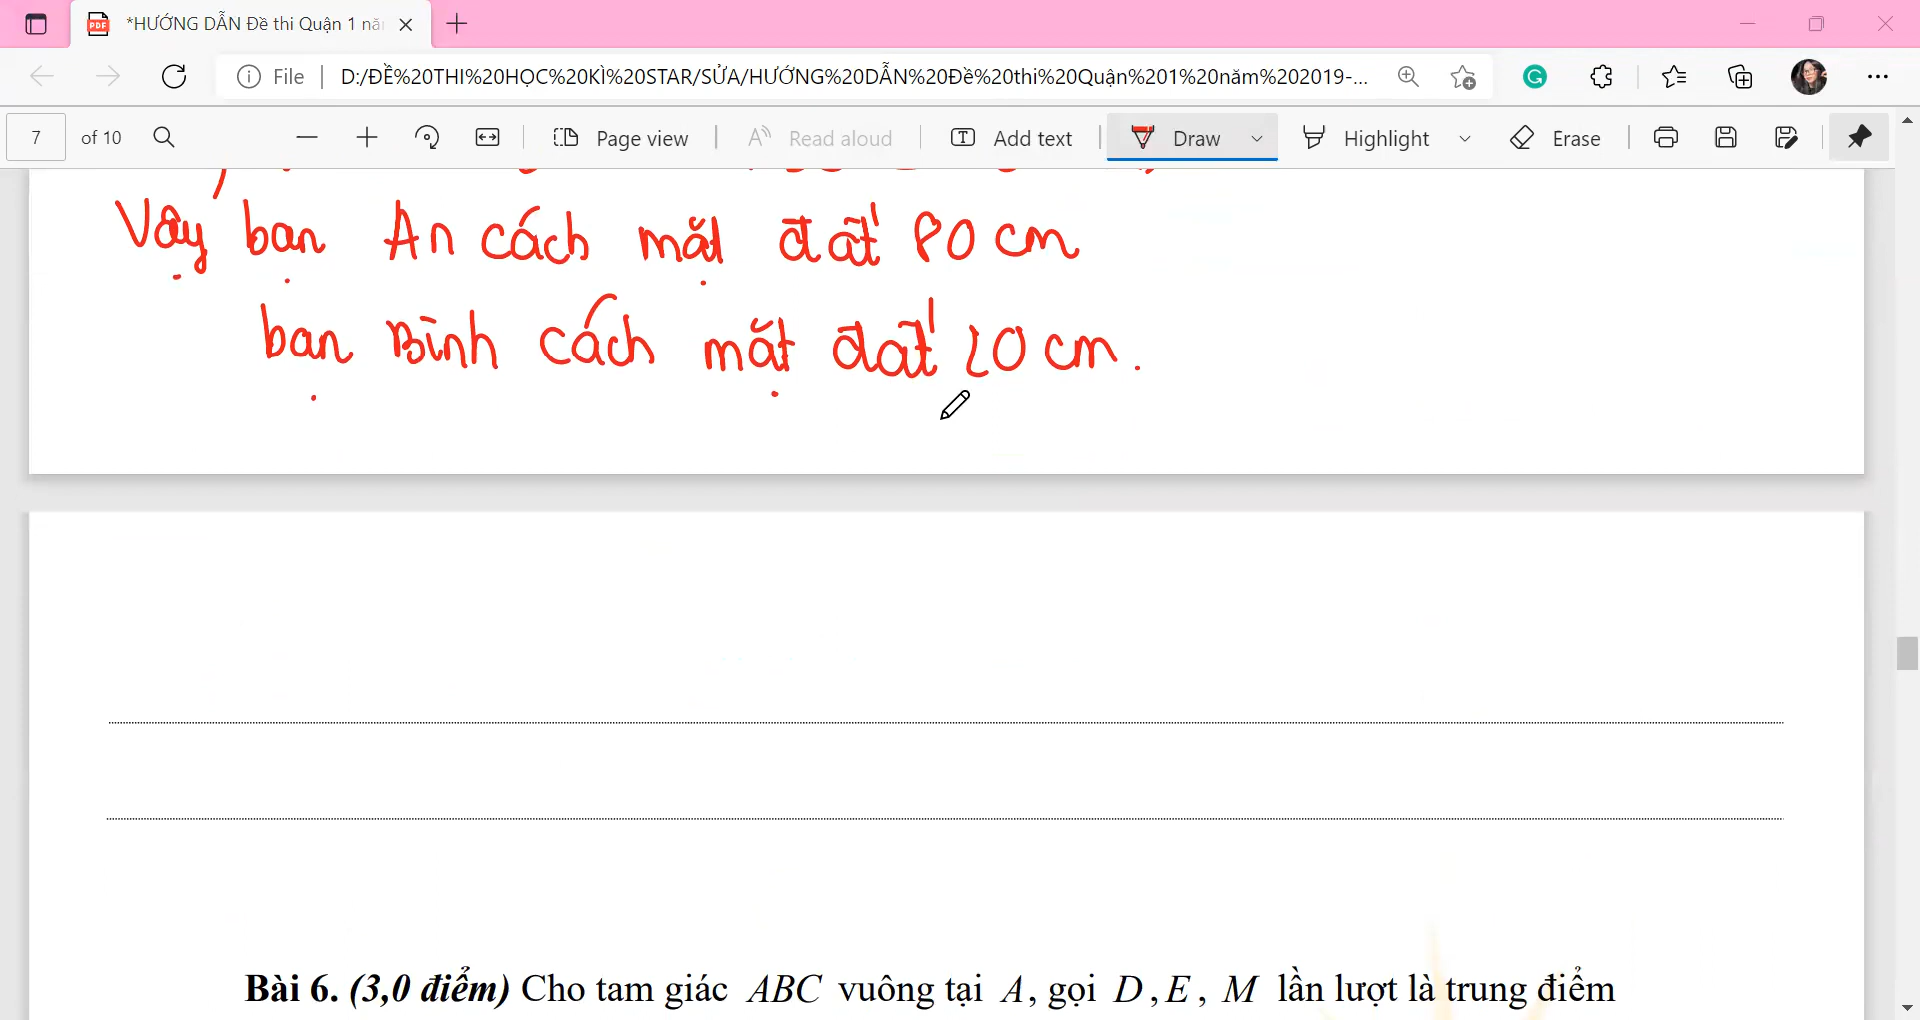 *HƯỚNG DẪN Đề thi Quận 1 nă
File D:/ĐỀ%20THI%20HỌC%20KÌ%20STAR/SỬA/HƯỚNG%20DẪN%20Đề%20thi%20Quận%201%20năm%202019-...
7 of 10 Page view Read aloud Add text Draw Highlight Erase
Vậy bạn An cách mặt đất 80 cm
bạn Bình cách mặt đất 20 cm.
Bài 6. (3,0 điểm) Cho tam giác ABC vuông tại A, gọi D, E, M lần lượt là trung điểm